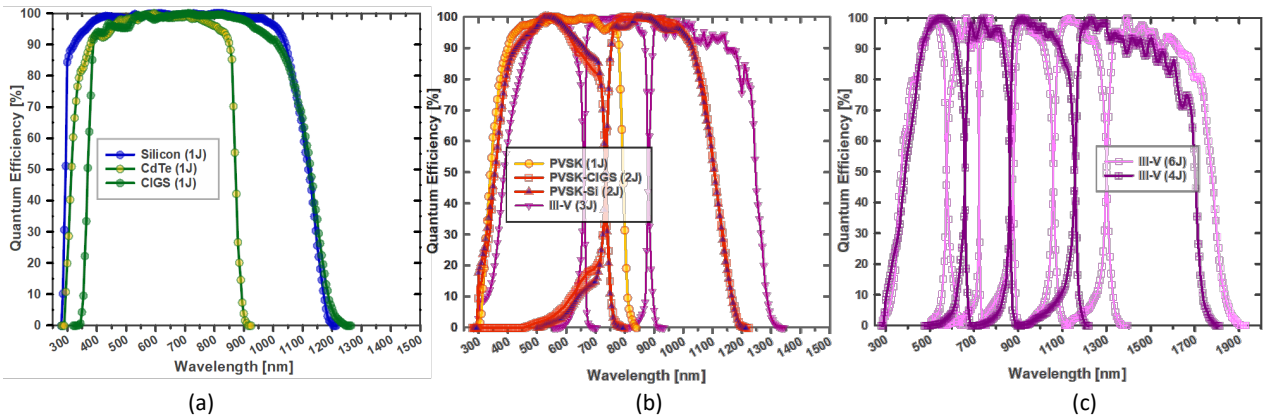 100
90
80
70
60
50
40
30
20
10
0
Quantum Efficiency [%]
Silicon (1J)
CdTe (1J)
CIGS (1J)
300 400 500 600 700 800 900 1000 1100 1200 1300 1400 1500
Wavelength [nm]
(a)
100
90
80
70
60
50
40
30
20
10
0
Quantum Efficiency [%]
PVSK (1J)
PVSK-CIGS (2J)
PVSK-Si (2J)
III-V (3J)
300 400 500 600 700 800 900 1000 1100 1200 1300 1400 1500
Wavelength [nm]
(b)
100
90
80
70
60
50
40
30
20
10
0
Quantum Efficiency [%]
III-V (6J)
III-V (4J)
300 500 700 900 1100 1300 1500 1700 1900
Wavelength [nm]
(c)